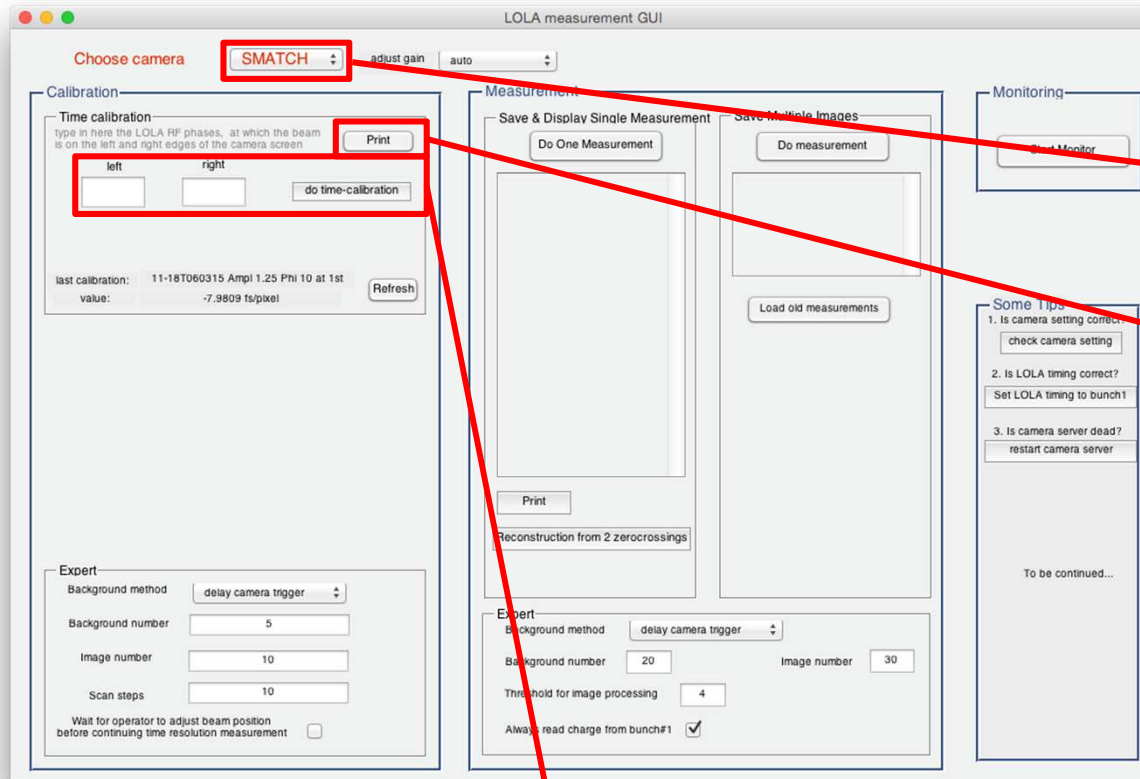 LOLA measurement GUI
Choose camera
SMATCH
adjust gain
auto
Calibration
Time calibration
type in here the LOLA RF phases, at which the beam
is on the left and right edges of the camera screen
Print
left
right
do time-calibration
last calibration:
11-18T060315 Ampl 1.25 Phi 10 at 1st
value:
-7.9809 fs/pixel
Refresh
Expert
Background method
delay camera trigger
Background number
5
Image number
10
Scan steps
10
Wait for operator to adjust beam position
before continuing time resolution measurement
Measurement
Save & Display Single Measurement
Do One Measurement
Print
Reconstruction from 2 zerocrossings
Save Multiple Images
Do measurement
Load old measurements
Expert
Background method
delay camera trigger
Background number
20
Image number
30
Threshold for image processing
4
Always read charge from bunch#1
Monitoring
Start Monitor
Some Tips
1. Is camera setting correct?
check camera setting
2. Is LOLA timing correct?
Set LOLA timing to bunch1
3. Is camera server dead?
restart camera server
To be continued...